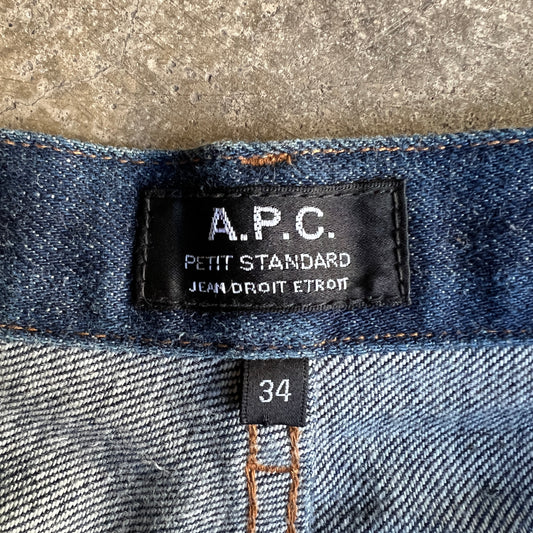 A.P.C.
PETIT STANDARD
JEAN DROIT ETROIT
34